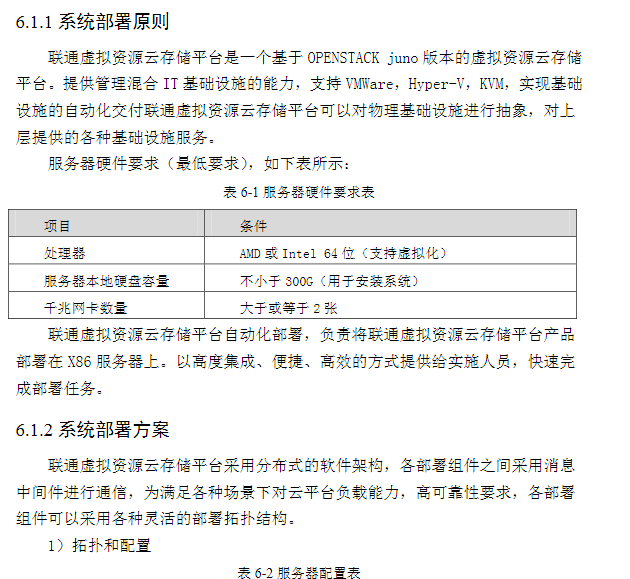 6.1.1 系统部署原则
联通虚拟资源云存储平台是一个基于 OPENSTACK juno 版本的虚拟资源云存储
平台。提供管理混合 IT 基础设施的能力，支持 VMWare，Hyper-V，KVM，实现基础
设施的自动化交付联通虚拟资源云存储平台可以对物理基础设施进行抽象，对上
层提供的各种基础设施服务。
服务器硬件要求（最低要求），如下表所示：
表 6-1 服务器硬件要求表
项目 条件
处理器 AMD 或 Intel 64 位（支持虚拟化）
服务器本地硬盘容量 不小于 300G（用于安装系统）
千兆网卡数量 大于或等于 2 张
联通虚拟资源云存储平台自动化部署，负责将联通虚拟资源云存储平台产品
部署在 X86 服务器上。以高度集成、便捷、高效的方式提供给实施人员，快速完
成部署任务。
6.1.2 系统部署方案
联通虚拟资源云存储平台采用分布式的软件架构，各部署组件之间采用消息
中间件进行通信，为满足各种场景下对云平台负载能力，高可靠性要求，各部署
组件可以采用各种灵活的部署拓扑结构。
1）拓扑和配置
表 6-2 服务器配置表